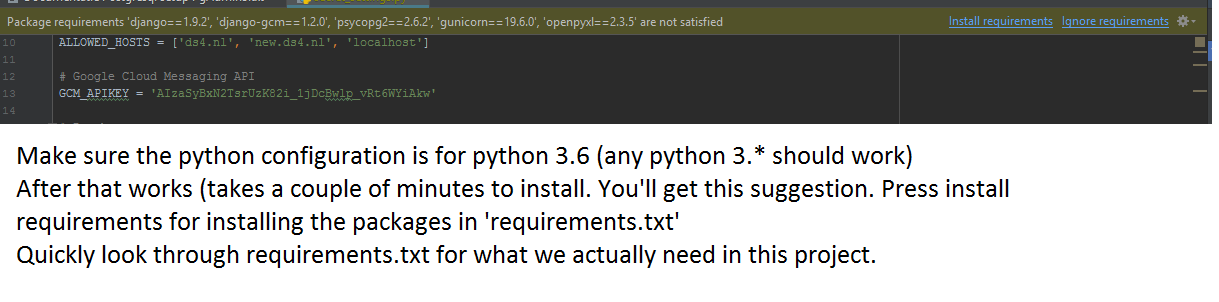 Package requirements 'django==1.9.2', 'django-gcm==1.2.0', 'psycopg2==2.6.2', 'gunicorn==19.6.0', 'openpyxl==2.3.5' are not satisfied Install requirements Ignore requirements
10 ALLOWED_HOSTS = ['ds4.nl', 'new.ds4.nl', 'localhost']
11
12 # Google Cloud Messaging API
13 GCM_APIKEY = 'AIzaSyBxN2TsrUzK82i_1jDcBwlp_vRt6WYiAkw'
14
Make sure the python configuration is for python 3.6 (any python 3.* should work)
After that works (takes a couple of minutes to install. You'll get this suggestion. Press install
requirements for installing the packages in 'requirements.txt'
Quickly look through requirements.txt for what we actually need in this project.